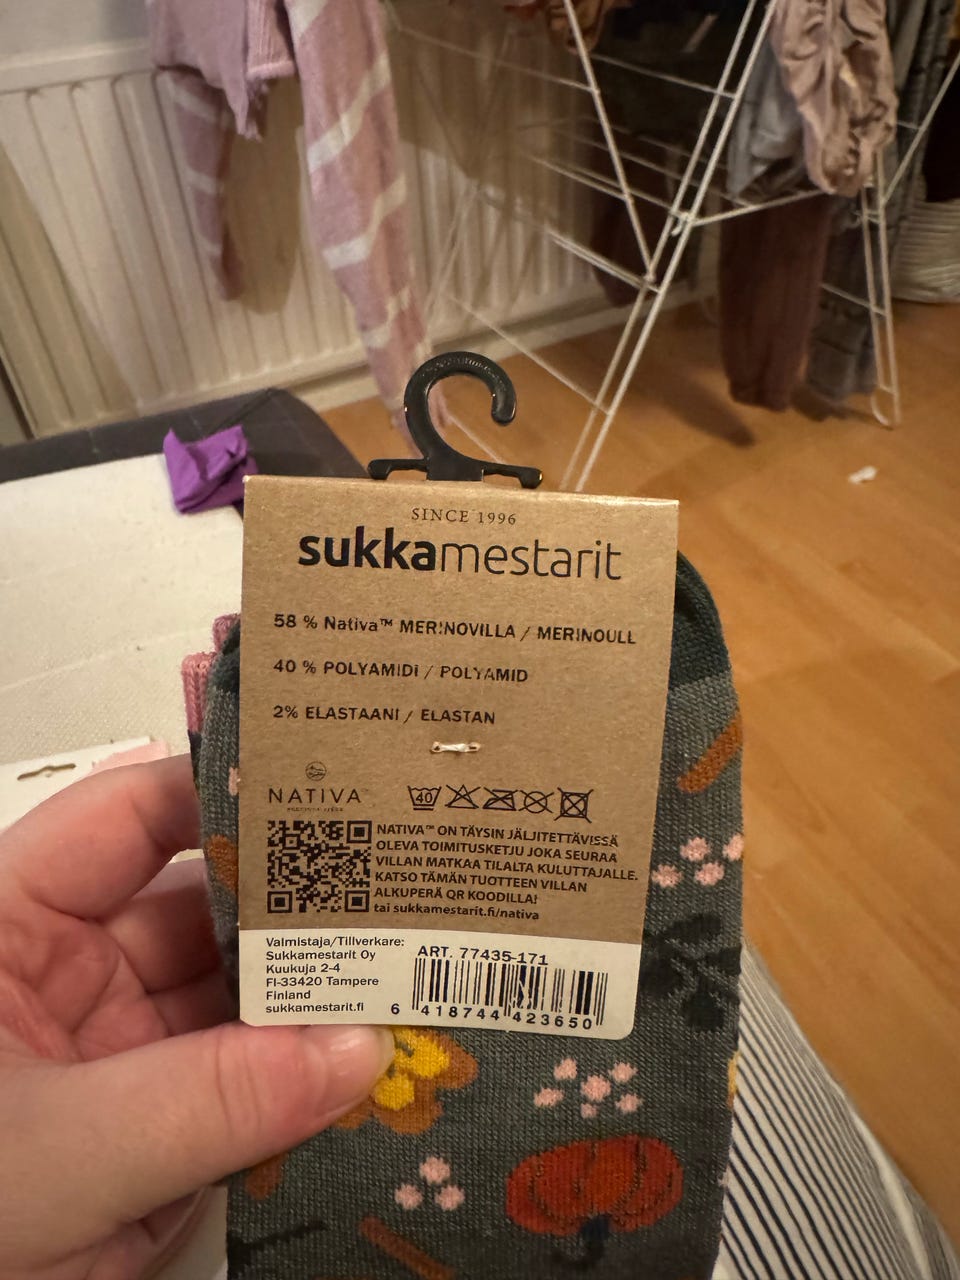 SINCE 1996
sukkamestarit
58 % Nativa™ MERINOVILLA / MERINOULL
40 % POLYAMIDI / POLYAMID
2% ELASTAANI / ELASTAN
NATIVA™
40
NATIVA™ ON TÄYSIN JÄLJITETTÄVISSÄ
OLEVA TOIMITUSKETJU JOKA SEURAA
VILLAN MATKAA TILALTA KULUTTAJALLE.
KATSO TÄMÄN TUOTTEEN VILLAN
ALKUPERÄ QR KOODILLA!
tai sukkamestarit.fi/nativa
Valmistaja/Tillverkare:
Sukkamestarit Oy
Kuukuja 2-4
FI-33420 Tampere
Finland
sukkamestarit.fi
ART. 77435-171
6 418744 423650